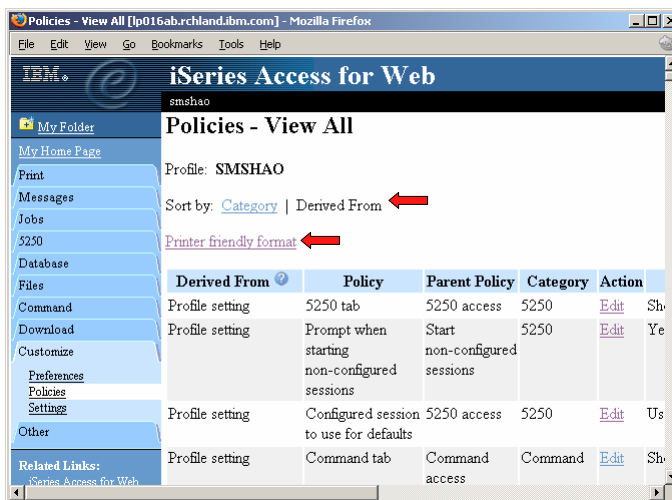 Policies - View All [lp016ab.rchland.ibm.com] - Mozilla Firefox
File Edit View Go Bookmarks Tools Help
IBM® iSeries Access for Web
smshao
My Folder
My Home Page
Print
Messages
Jobs
5250
Database
Files
Command
Download
Customize
Preferences
Policies
Settings
Other
Related Links:
iSeries Access for Web
Policies - View All
Profile: SMSHAO
Sort by: Category | Derived From
Printer friendly format
Derived From ? Policy Parent Policy Category Action
Profile setting 5250 tab 5250 access 5250 Edit
Profile setting Prompt when Start 5250 Edit
starting non-configured
non-configured sessions
sessions
Profile setting Configured session 5250 access 5250 Edit Us
to use for defaults
Profile setting Command tab Command Command Edit
access